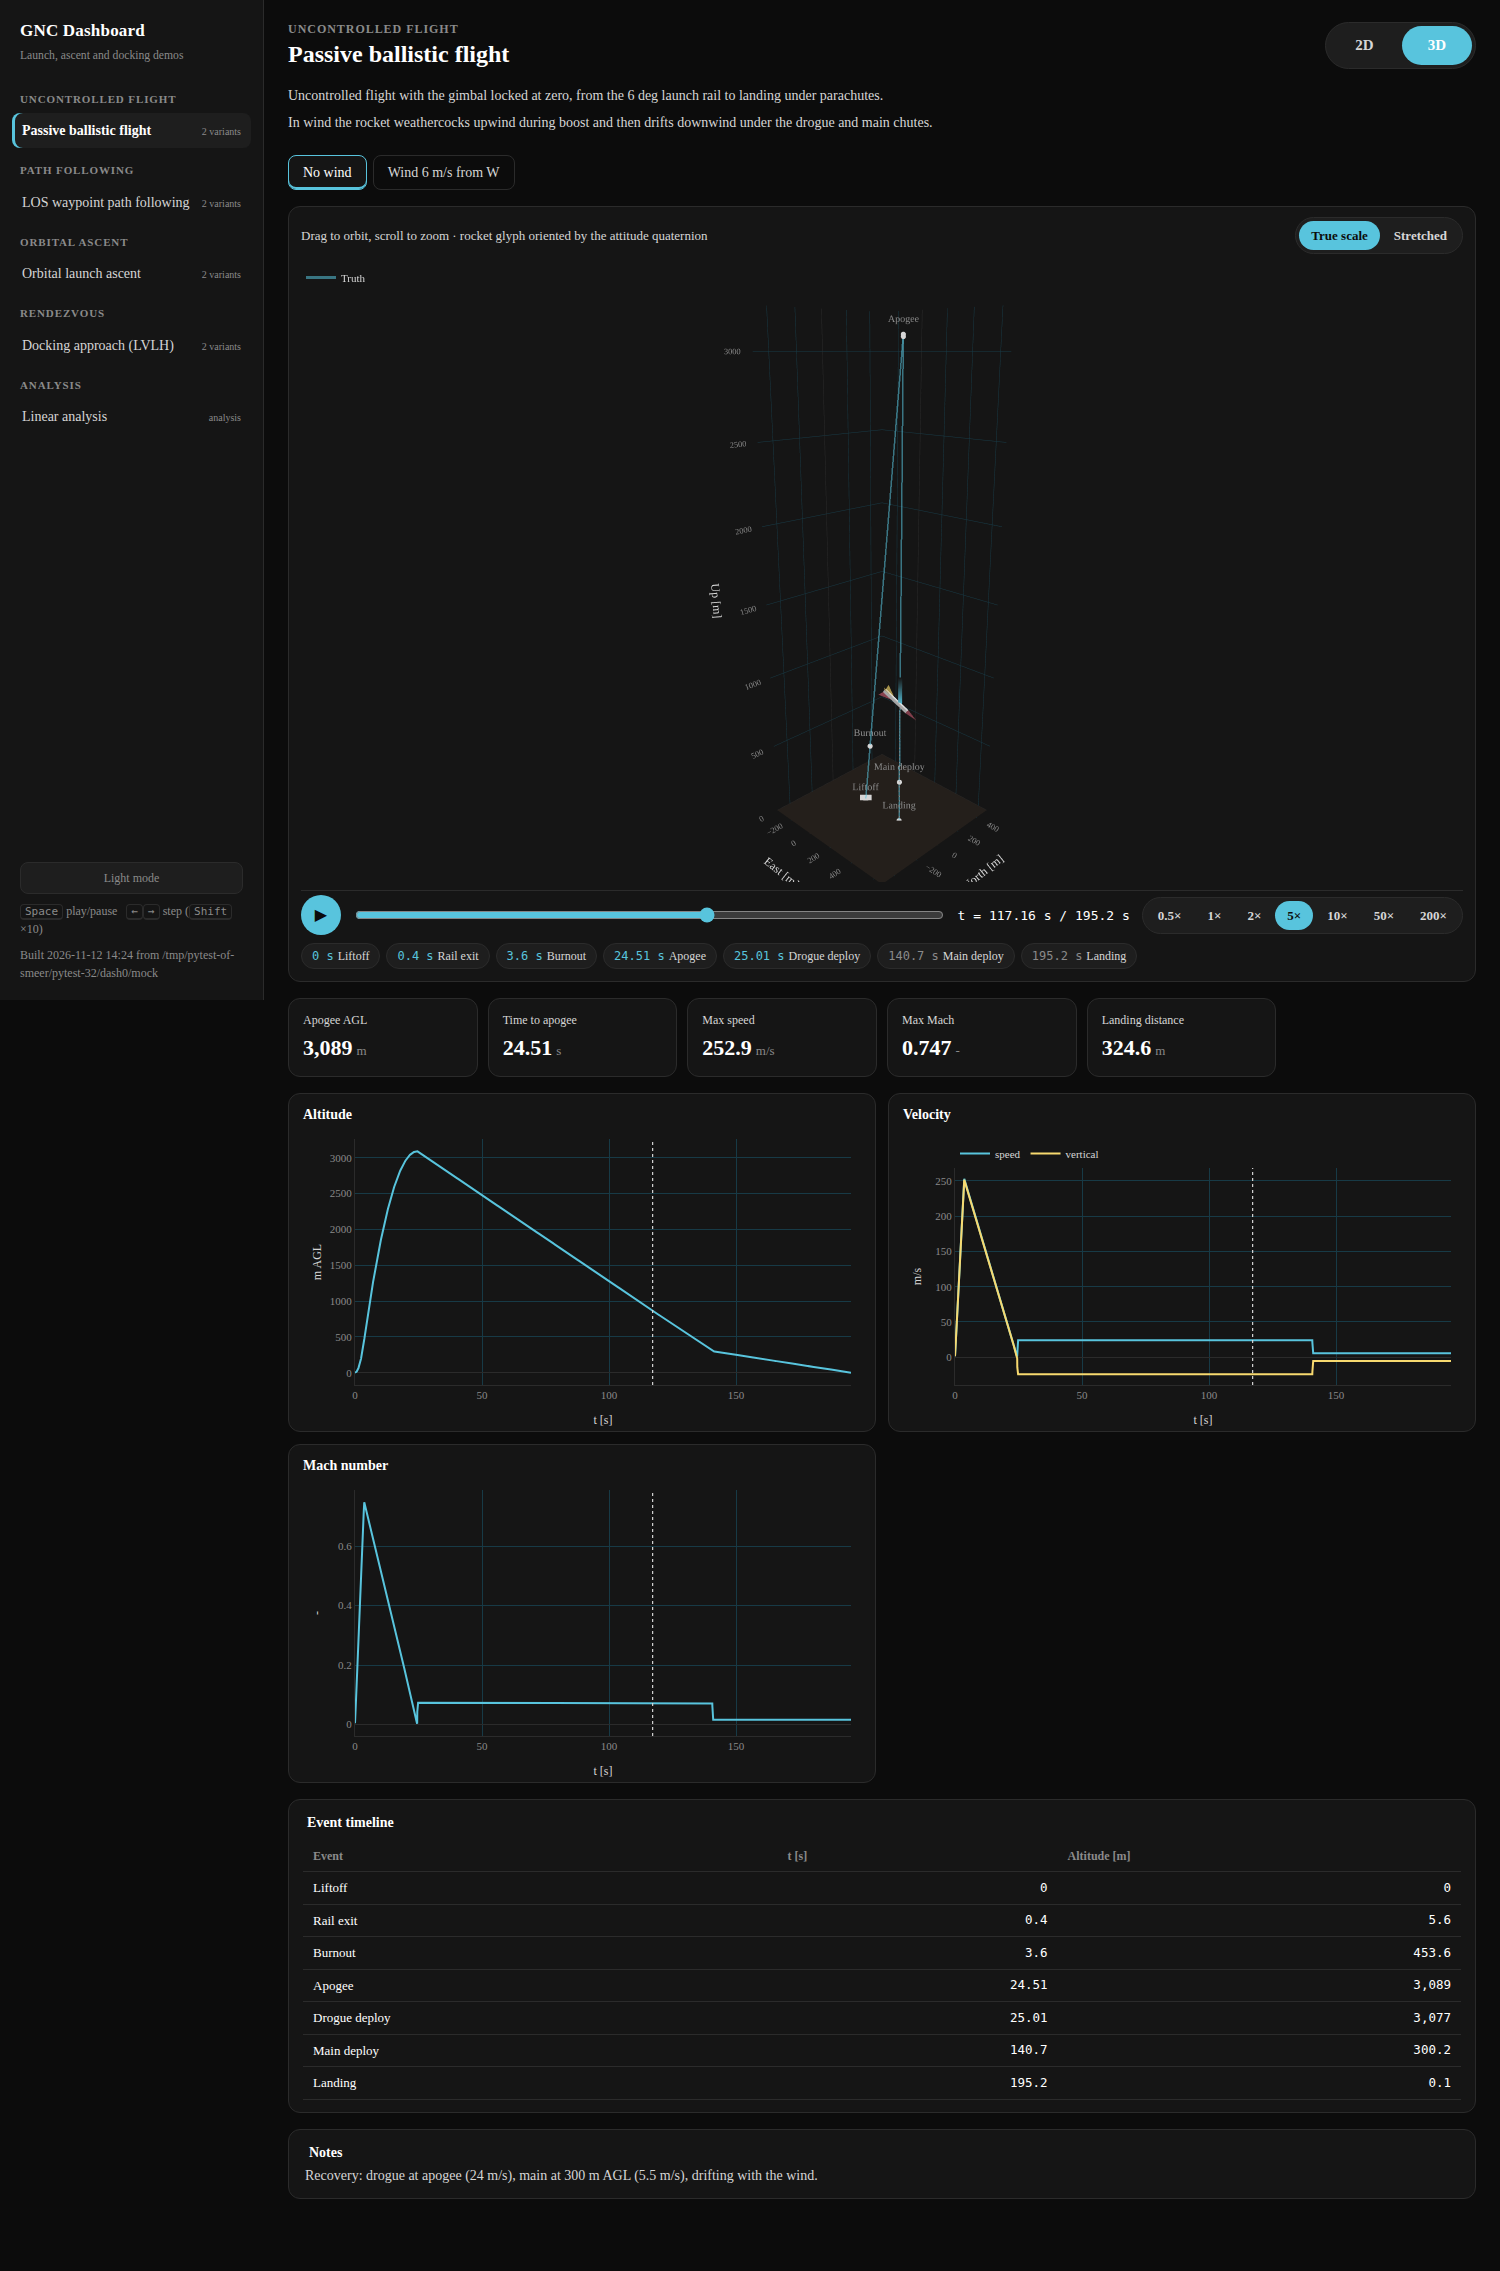 GNC Dashboard
Launch, ascent and docking demos
UNCONTROLLED FLIGHT
Passive ballistic flight 2 variants
PATH FOLLOWING
LOS waypoint path following 2 variants
ORBITAL ASCENT
Orbital launch ascent 2 variants
RENDEZVOUS
Docking approach (LVLH) 2 variants
ANALYSIS
Linear analysis analysis
Light mode
Space play/pause ← → step (Shift
×10)
Built 2026-11-12 14:24 from /tmp/pytest-of-
smeer/pytest-32/dash0/mock
UNCONTROLLED FLIGHT
Passive ballistic flight
2D 3D
Uncontrolled flight with the gimbal locked at zero, from the 6 deg launch rail to landing under parachutes.
In wind the rocket weathercocks upwind during boost and then drifts downwind under the drogue and main chutes.
No wind Wind 6 m/s from W
Drag to orbit, scroll to zoom · rocket glyph oriented by the attitude quaternion
True scale Stretched
Truth
Apogee
3000
2500
2000
Up [m]
1500
1000
Burnout
500
Main deploy
Liftoff
Landing
0
−200
0
200
400
400
200
0
−200
East [m]
orth [m]
▶ t = 117.16 s / 195.2 s 0.5× 1× 2× 5× 10× 50× 200×
0 s Liftoff 0.4 s Rail exit 3.6 s Burnout 24.51 s Apogee 25.01 s Drogue deploy 140.7 s Main deploy 195.2 s Landing
Apogee AGL
3,089 m
Time to apogee
24.51 s
Max speed
252.9 m/s
Max Mach
0.747 -
Landing distance
324.6 m
Altitude
3000
2500
2000
1500
1000
500
0
m AGL
0 50 100 150
t [s]
Velocity
speed vertical
250
200
150
100
50
0
m/s
0 50 100 150
t [s]
Mach number
0.6
0.4
0.2
0
-
0 50 100 150
t [s]
Event timeline
Event t [s] Altitude [m]
Liftoff 0 0
Rail exit 0.4 5.6
Burnout 3.6 453.6
Apogee 24.51 3,089
Drogue deploy 25.01 3,077
Main deploy 140.7 300.2
Landing 195.2 0.1
Notes
Recovery: drogue at apogee (24 m/s), main at 300 m AGL (5.5 m/s), drifting with the wind.